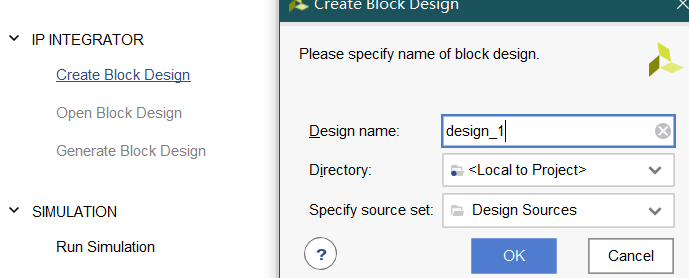 IP INTEGRATOR
Create Block Design
Open Block Design
Generate Block Design
SIMULATION
Run Simulation
Create Block Design
Please specify name of block design.
Design name: design_1
Directory: <Local to Project>
Specify source set: Design Sources
? OK Cancel